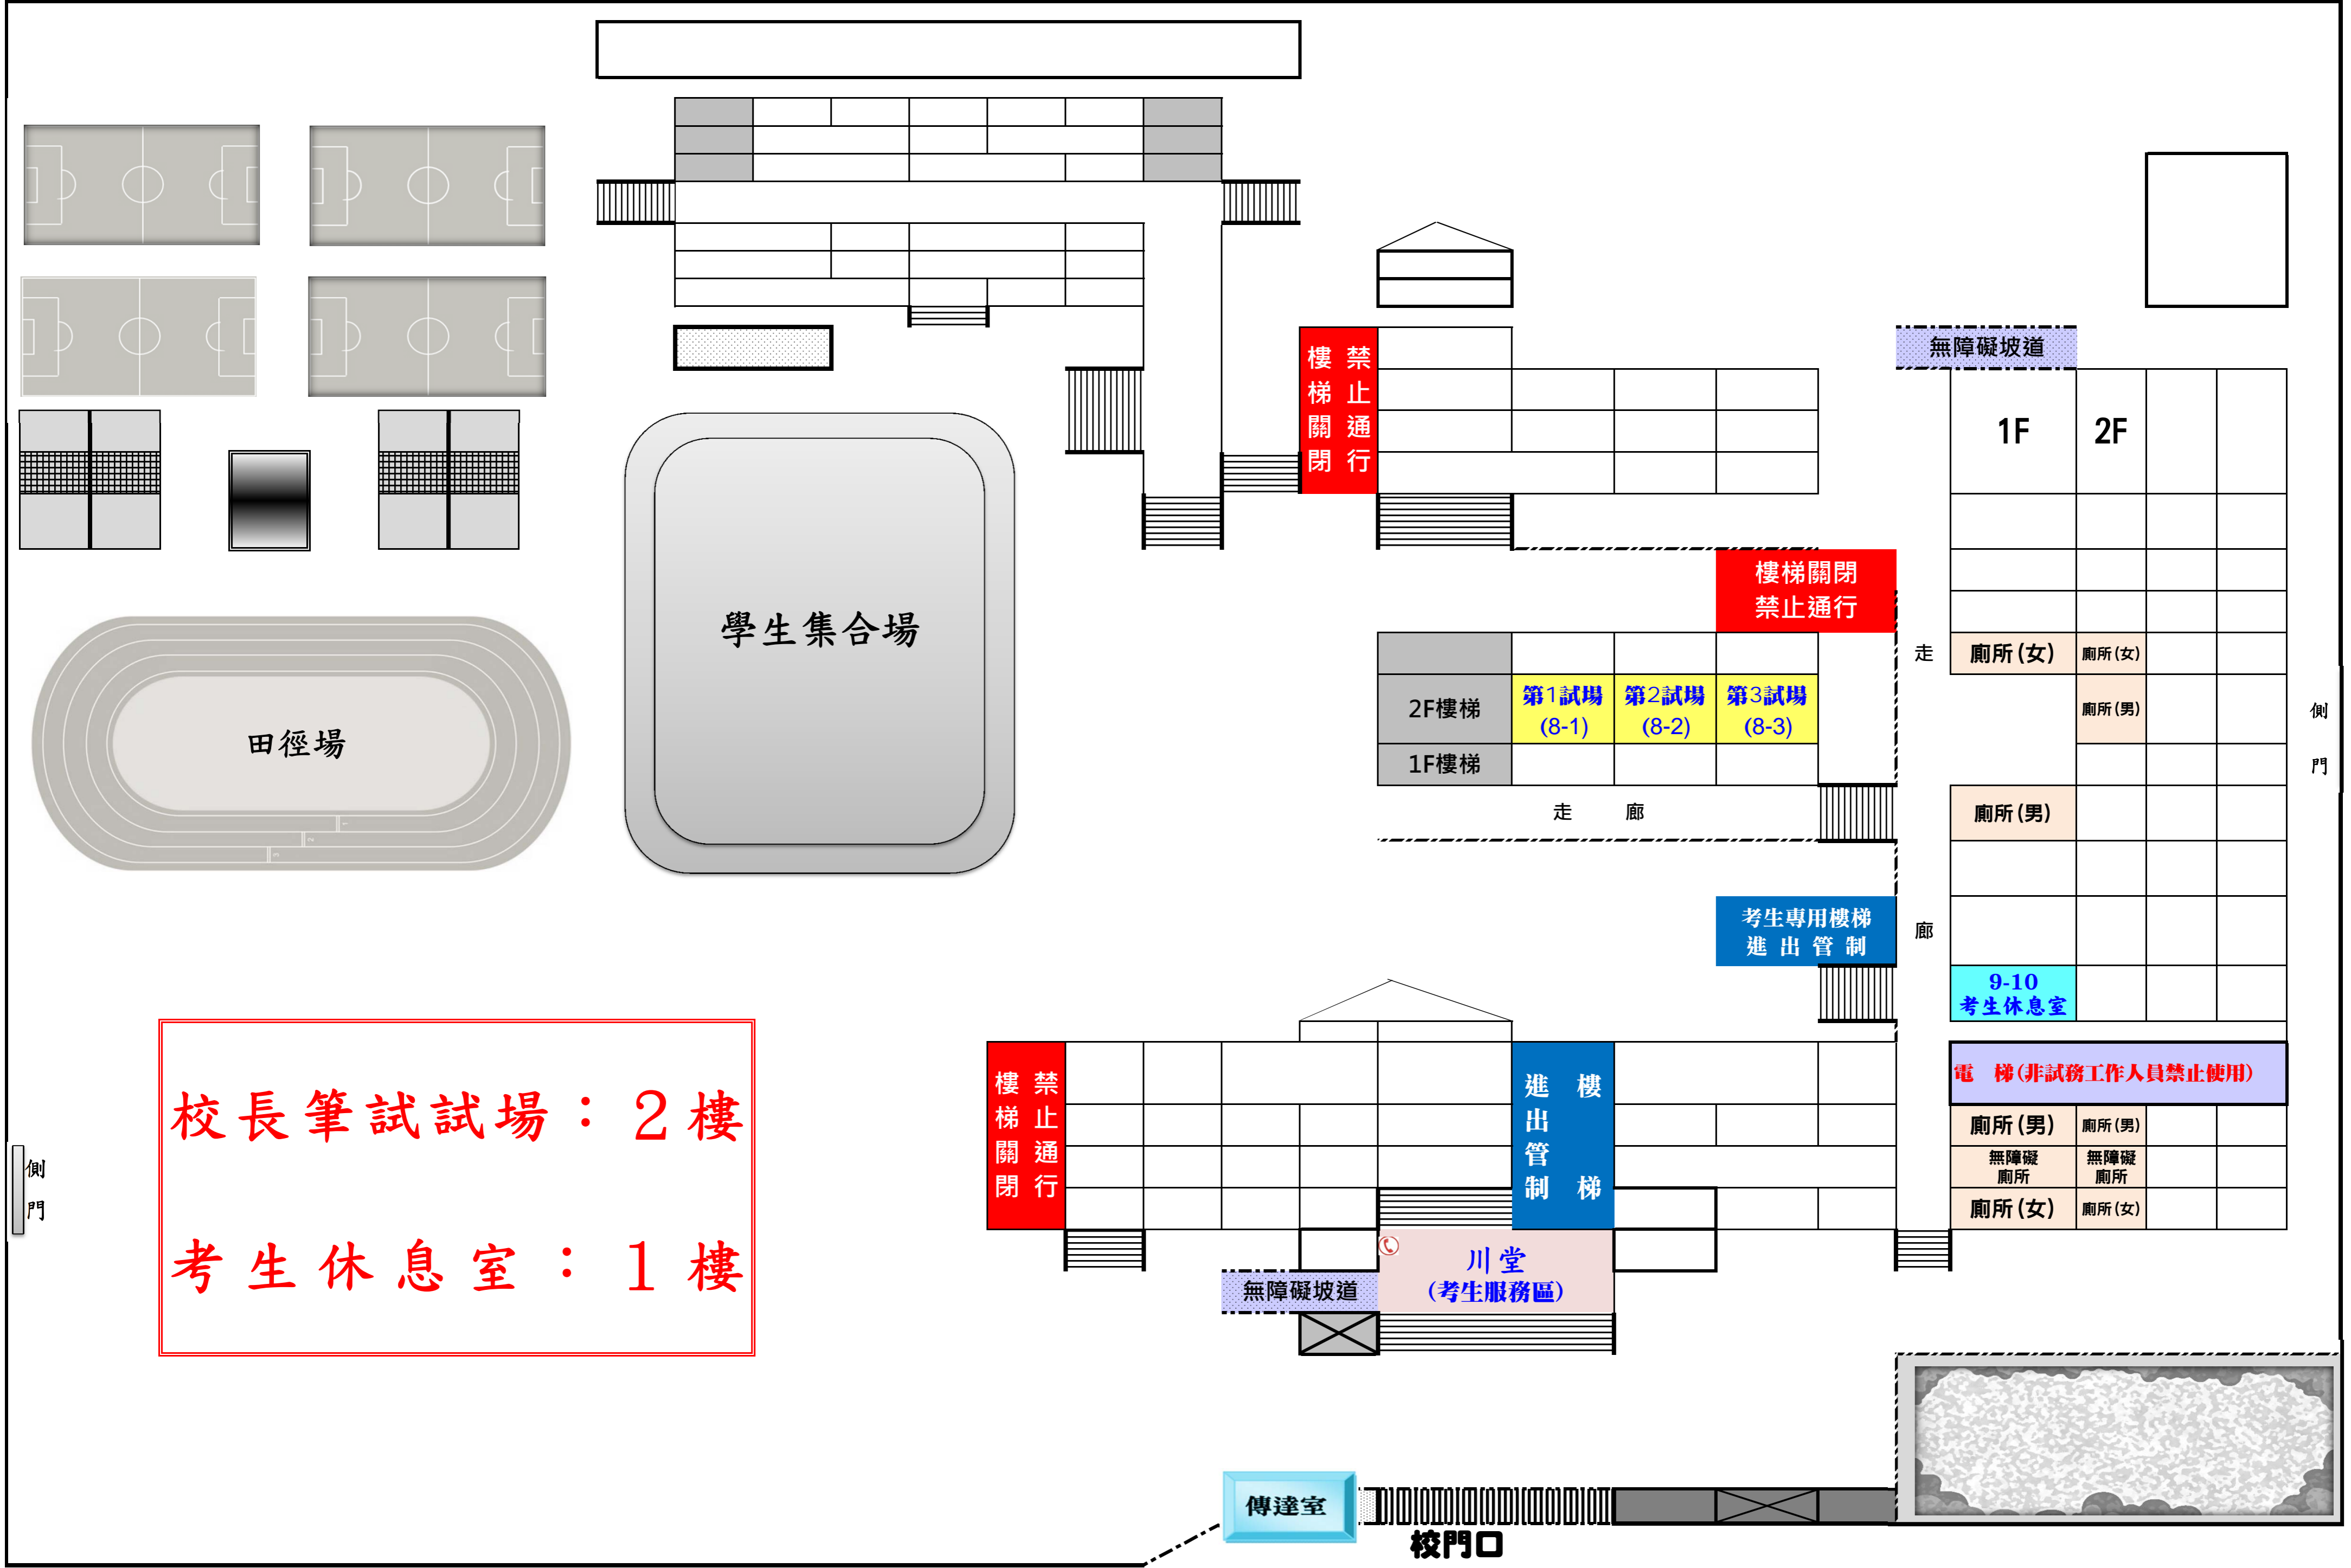 無障礙坡道
樓梯關閉
禁止通行
1F
2F
樓梯關閉
禁止通行
學生集合場
走
廁所(女)
廁所(女)
2F樓梯
第1試場
(8-1)
第2試場
(8-2)
第3試場
(8-3)
廁所(男)
側
門
田徑場
1F樓梯
走 廊
廁所(男)
考生專用樓梯
進 出 管 制
廊
9-10
考生休息室
校長筆試試場：2樓
考生休息室：1樓
樓梯關閉
禁止通行
樓梯
進出管制
電 梯(非試務工作人員禁止使用)
廁所(男)
廁所(男)
無障礙
廁所
無障礙
廁所
廁所(女)
廁所(女)
側
門
川堂
(考生服務區)
無障礙坡道
傳達室
校門口